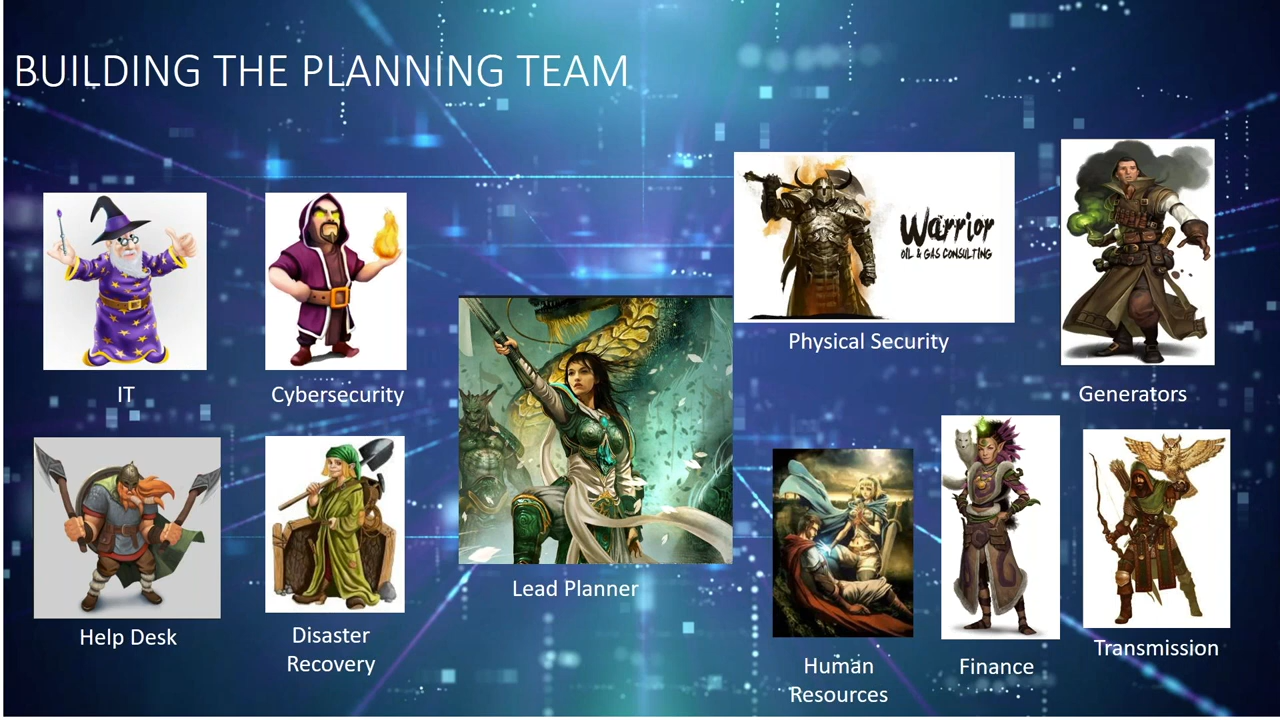 BUILDING THE PLANNING TEAM
Warrior
OIL & GAS CONSULTING
Physical Security
IT
Cybersecurity
Generators
Lead Planner
Help Desk
Disaster
Recovery
Human
Resources
Finance
Transmission